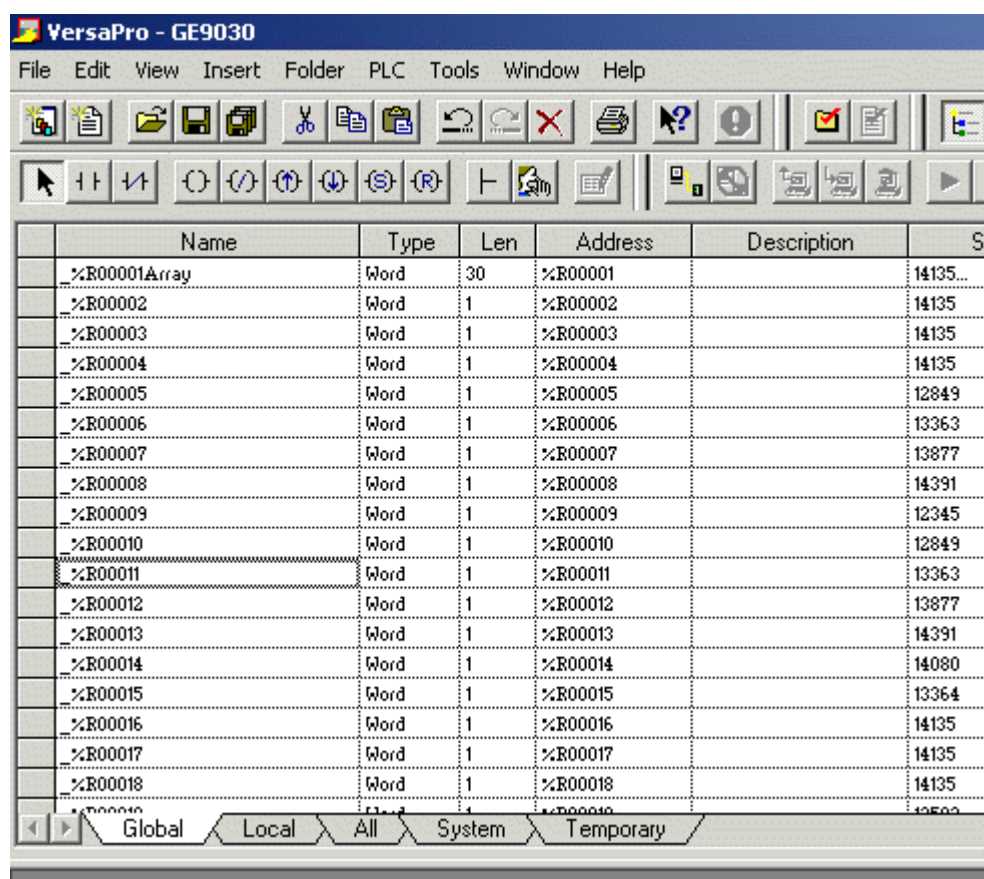 VersaPro - GE9030
File Edit View Insert Folder PLC Tools Window Help
Name Type Len Address Description S
_%R00001Array Word 30 %R00001 14135...
_%R00002 Word 1 %R00002 14135
_%R00003 Word 1 %R00003 14135
_%R00004 Word 1 %R00004 14135
_%R00005 Word 1 %R00005 12849
_%R00006 Word 1 %R00006 13363
_%R00007 Word 1 %R00007 13877
_%R00008 Word 1 %R00008 14391
_%R00009 Word 1 %R00009 12345
_%R00010 Word 1 %R00010 12849
_%R00011 Word 1 %R00011 13363
_%R00012 Word 1 %R00012 13877
_%R00013 Word 1 %R00013 14391
_%R00014 Word 1 %R00014 14080
_%R00015 Word 1 %R00015 13364
_%R00016 Word 1 %R00016 14135
_%R00017 Word 1 %R00017 14135
_%R00018 Word 1 %R00018 14135
Global Local All System Temporary